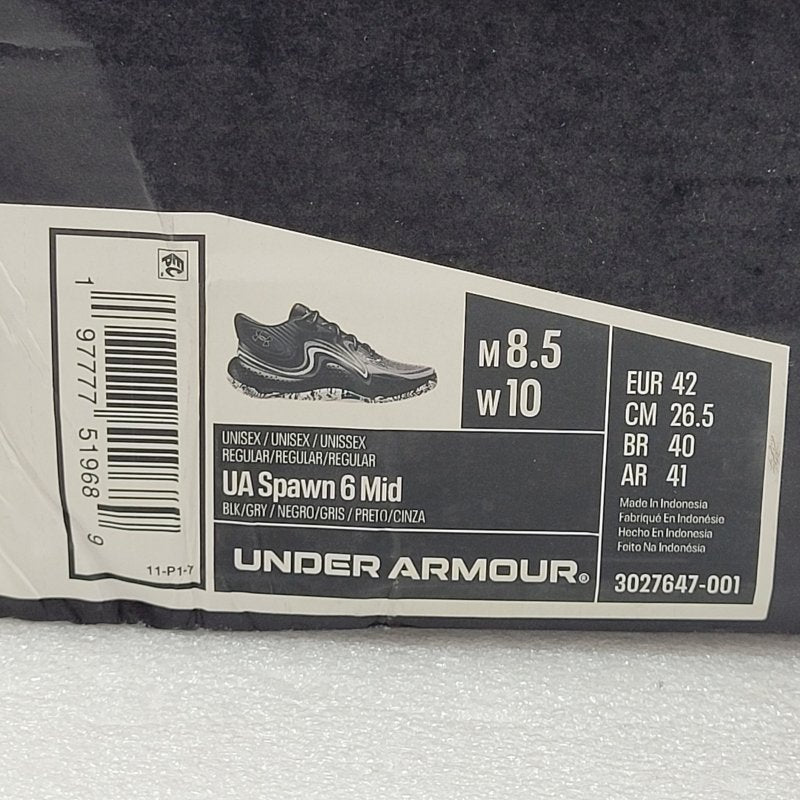 EPC
1 97777 51968 9
11-P1-7
M 8.5
W 10
UNISEX / UNISEX / UNISSEX
REGULAR/REGULAR/REGULAR
UA Spawn 6 Mid
BLK/GRY / NEGRO/GRIS / PRETO/CINZA
UNDER ARMOUR®
EUR 42
CM 26.5
BR 40
AR 41
Made In Indonesia
Fabriqué En Indonésie
Hecho En Indonesia
Feito Na Indonésia
3027647-001